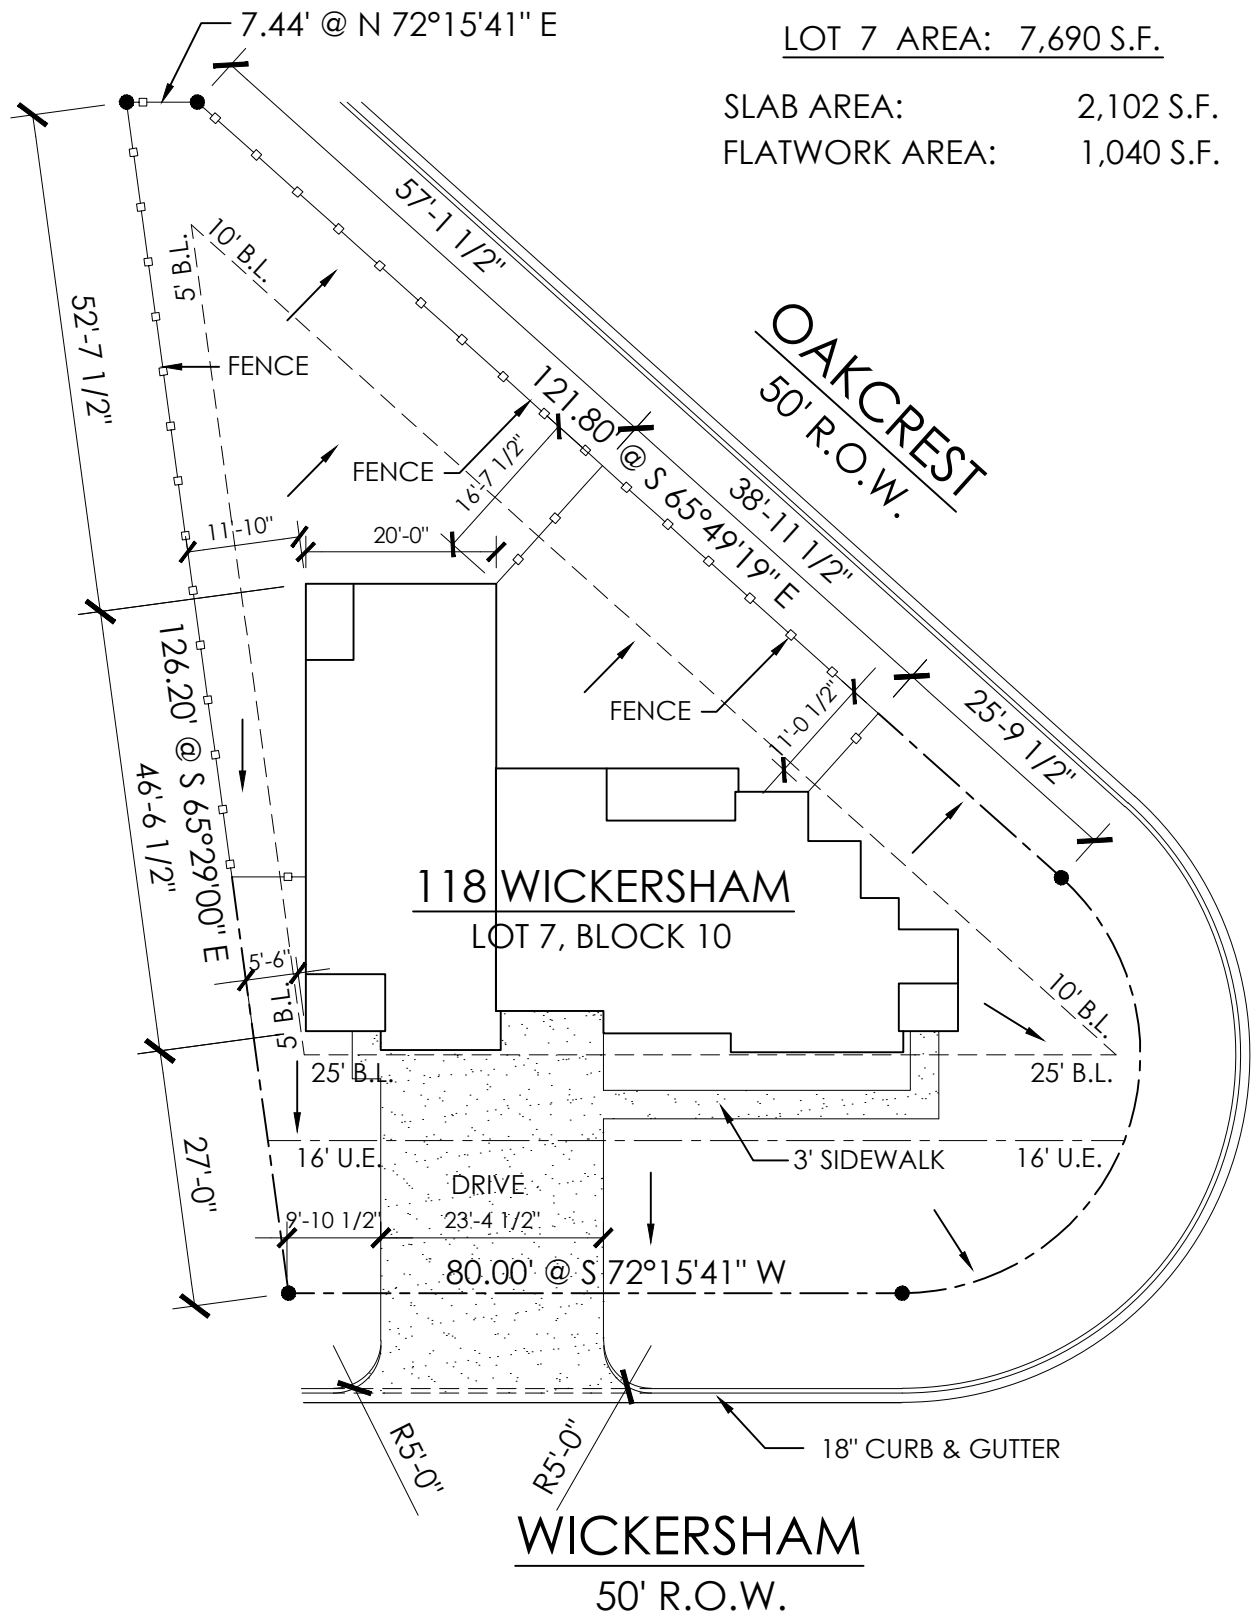 7.44' @ N 72°15'41" E
LOT 7 AREA: 7,690 S.F.
SLAB AREA: 2,102 S.F.
FLATWORK AREA: 1,040 S.F.
57'-1 1/2"
10' B.L.
5' B.L.
52'-7 1/2"
FENCE
OAKCREST
50' R.O.W.
121.80' @ S 65°49'19" E
FENCE
16'-7 1/2"
38'-11 1/2"
11'-10"
20'-0"
126.20' @ S 65°29'00" E
46'-6 1/2"
FENCE
11'-0 1/2"
25'-9 1/2"
118 WICKERSHAM
LOT 7, BLOCK 10
5'-6"
5' B.L.
10' B.L.
25' B.L.
25' B.L.
27'-0"
16' U.E.
3' SIDEWALK
16' U.E.
DRIVE
9'-10 1/2"
23'-4 1/2"
80.00' @ S 72°15'41" W
R5'-0"
R5'-0"
18" CURB & GUTTER
WICKERSHAM
50' R.O.W.